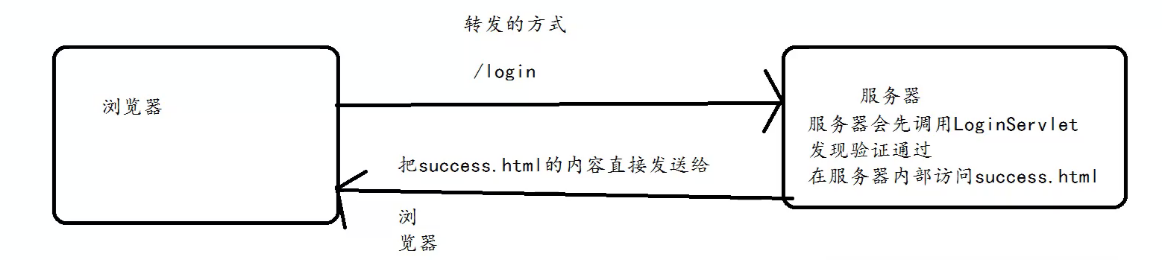 转发的方式
/login
浏览器
服务器
服务器会先调用LoginServlet
发现验证通过
在服务器内部访问success.html
把success.html的内容直接发送给
浏
览器